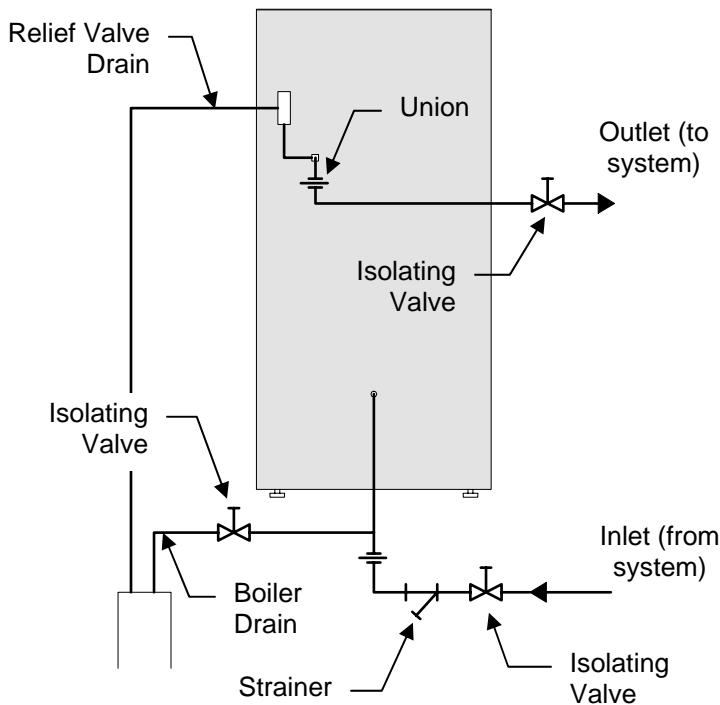 Relief Valve
Drain
Union
Outlet (to
system)
Isolating
Valve
Isolating
Valve
Inlet (from
system)
Boiler
Drain
Strainer
Isolating
Valve